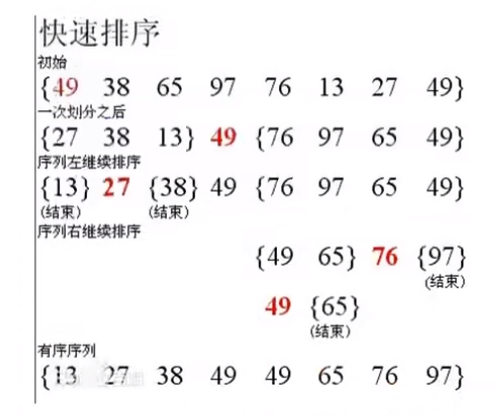 快速排序
初始
{49 38 65 97 76 13 27 49}
一次划分之后
{27 38 13} 49 {76 97 65 49}
序列左继续排序
{13} 27 {38} 49 {76 97 65 49}
(结束) (结束)
序列右继续排序
{49 65} 76 {97}
(结束)
49 {65}
(结束)
有序序列
{13 27 38 49 49 65 76 97}